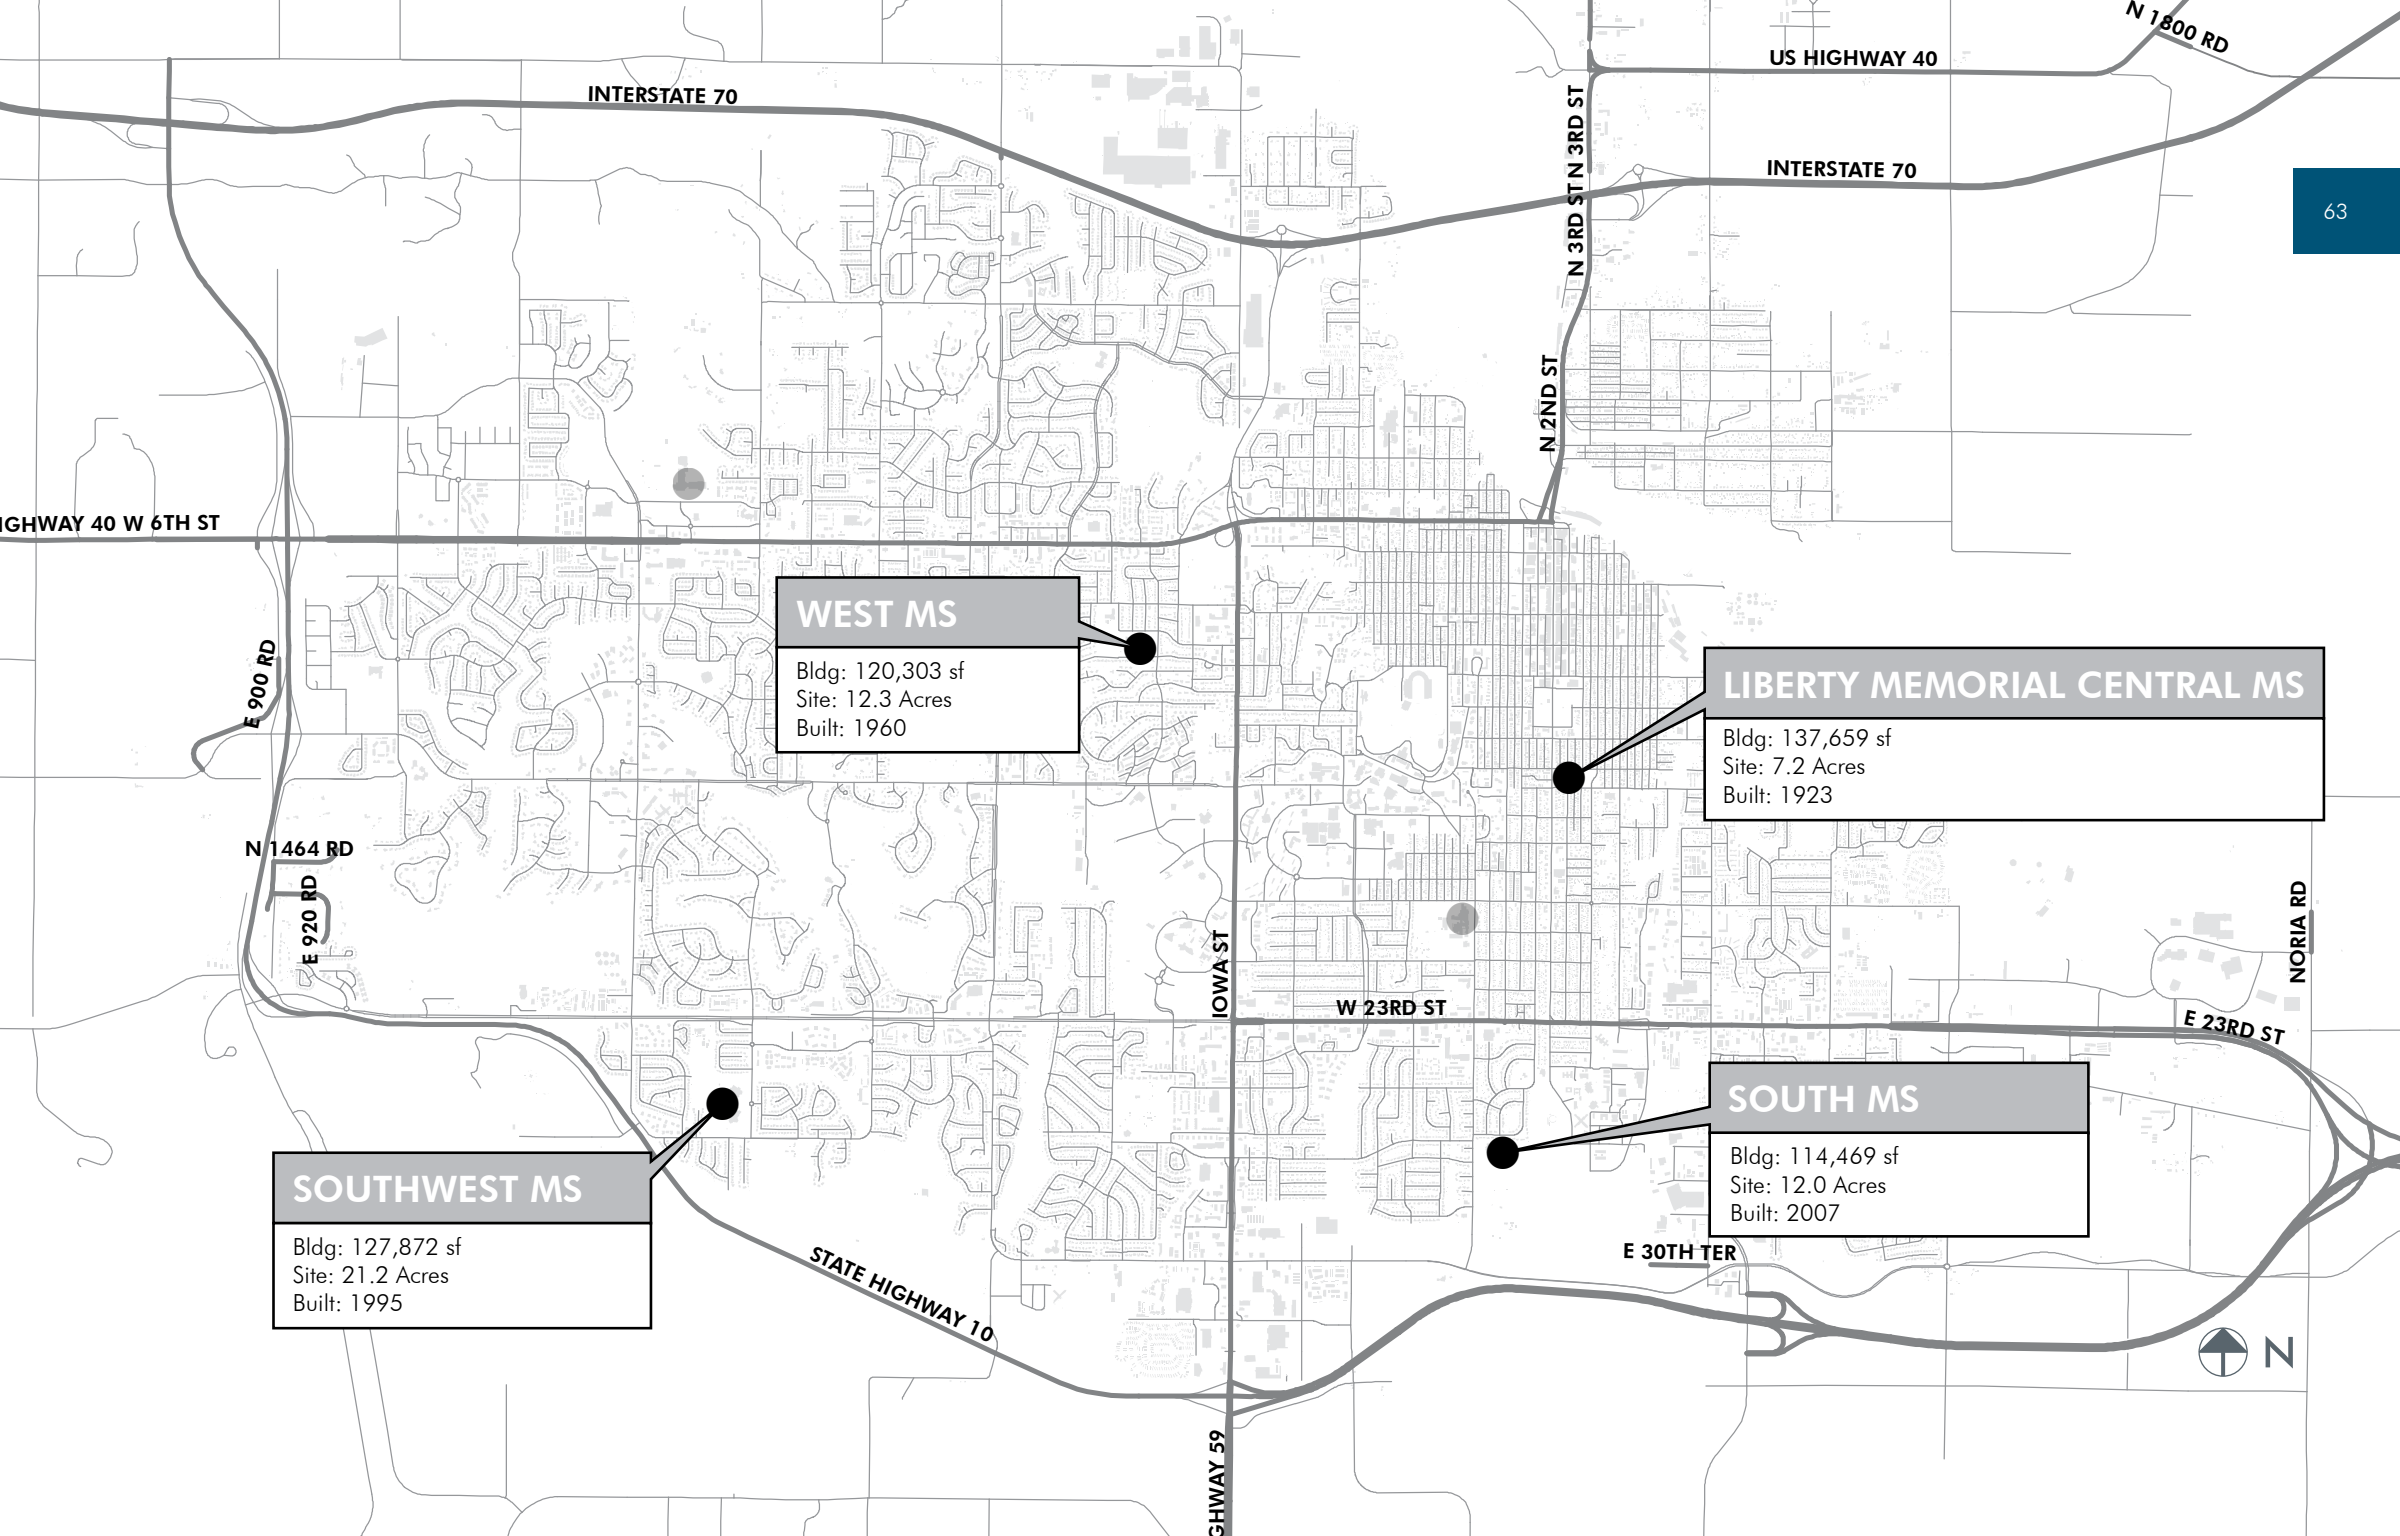 N 1800 RD
US HIGHWAY 40
INTERSTATE 70
N 3RD ST
INTERSTATE 70
63
N 3RD ST
N 2ND ST
IGHWAY 40 W 6TH ST
WEST MS
Bldg: 120,303 sf
Site: 12.3 Acres
Built: 1960
E 900 RD
LIBERTY MEMORIAL CENTRAL MS
Bldg: 137,659 sf
Site: 7.2 Acres
Built: 1923
N 1464 RD
E 920 RD
IOWA ST
NORIA RD
W 23RD ST
E 23RD ST
SOUTH MS
Bldg: 114,469 sf
Site: 12.0 Acres
Built: 2007
SOUTHWEST MS
Bldg: 127,872 sf
Site: 21.2 Acres
Built: 1995
E 30TH TER
STATE HIGHWAY 10
N
GHWAY 59